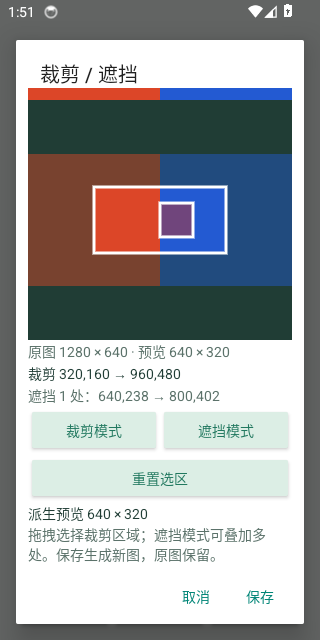 1:51
裁剪 / 遮挡
原图 1280 × 640 · 预览 640 × 320
裁剪 320,160 → 960,480
遮挡 1 处：640,238 → 800,402
裁剪模式
遮挡模式
重置选区
派生预览 640 × 320
拖拽选择裁剪区域；遮挡模式可叠加多
处。保存生成新图，原图保留。
取消
保存